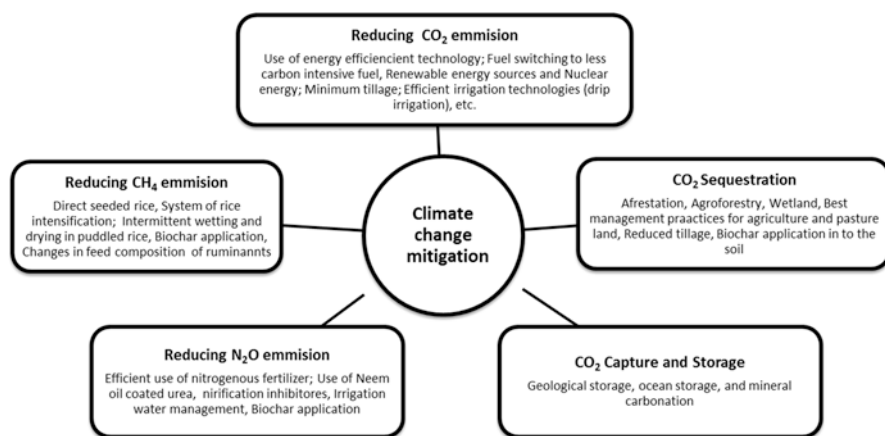 Reducing CO₂ emmision
Use of energy efficiencient technology; Fuel switching to less
carbon intensive fuel, Renewable energy sources and Nuclear
energy; Minimum tillage; Efficient irrigation technologies (drip
irrigation), etc.
Reducing CH₄ emmision
Direct seeded rice, System of rice
intensification; Intermittent wetting and
drying in puddled rice, Biochar application,
Changes in feed composition of ruminannts
Climate
change
mitigation
CO₂ Sequestration
Afrestation, Agroforestry, Wetland, Best
management praactices for agriculture and pasture
land, Reduced tillage, Biochar application in to the
soil
Reducing N₂O emmision
Efficient use of nitrogenous fertilizer; Use of Neem
oil coated urea, nirification inhibitores, Irrigation
water management, Biochar application
CO₂ Capture and Storage
Geological storage, ocean storage, and mineral
carbonation